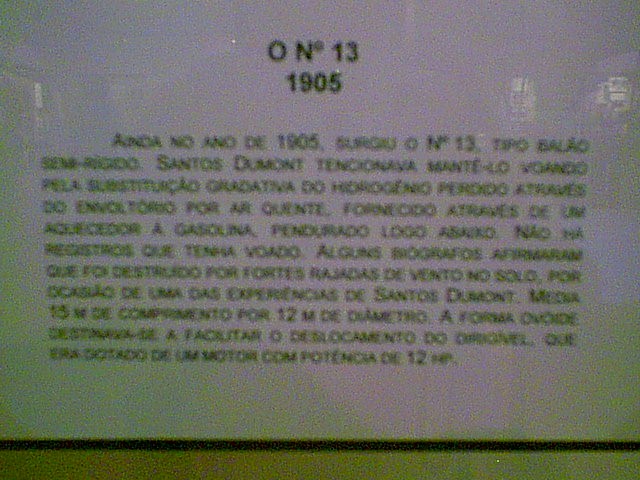 O Nº 13
1905
AINDA NO ANO DE 1905, SURGIU O Nº 13, TIPO BALÃO
SEMI-RÍGIDO. SANTOS DUMONT TENCIONAVA MANTÊ-LO VOANDO
PELA SUBSTITUIÇÃO GRADATIVA DO HIDROGÊNIO PERDIDO ATRAVÉS
DO ENVOLTÓRIO POR AR QUENTE, FORNECIDO ATRAVÉS DE UM
AQUECEDOR À GASOLINA, PENDURADO LOGO ABAIXO. NÃO HÁ
REGISTROS QUE TENHA VOADO. ALGUNS BIÓGRAFOS AFIRMARAM
QUE FOI DESTRUÍDO POR FORTES RAJADAS DE VENTO NO SOLO, POR
OCASIÃO DE UMA DAS EXPERIÊNCIAS DE SANTOS DUMONT. MEDIA
15 M DE COMPRIMENTO POR 12 M DE DIÂMETRO. A FORMA OVÓIDE
DESTINAVA-SE A FACILITAR O DESLOCAMENTO DO DIRIGÍVEL, QUE
ERA DOTADO DE UM MOTOR COM POTÊNCIA DE 12 HP.